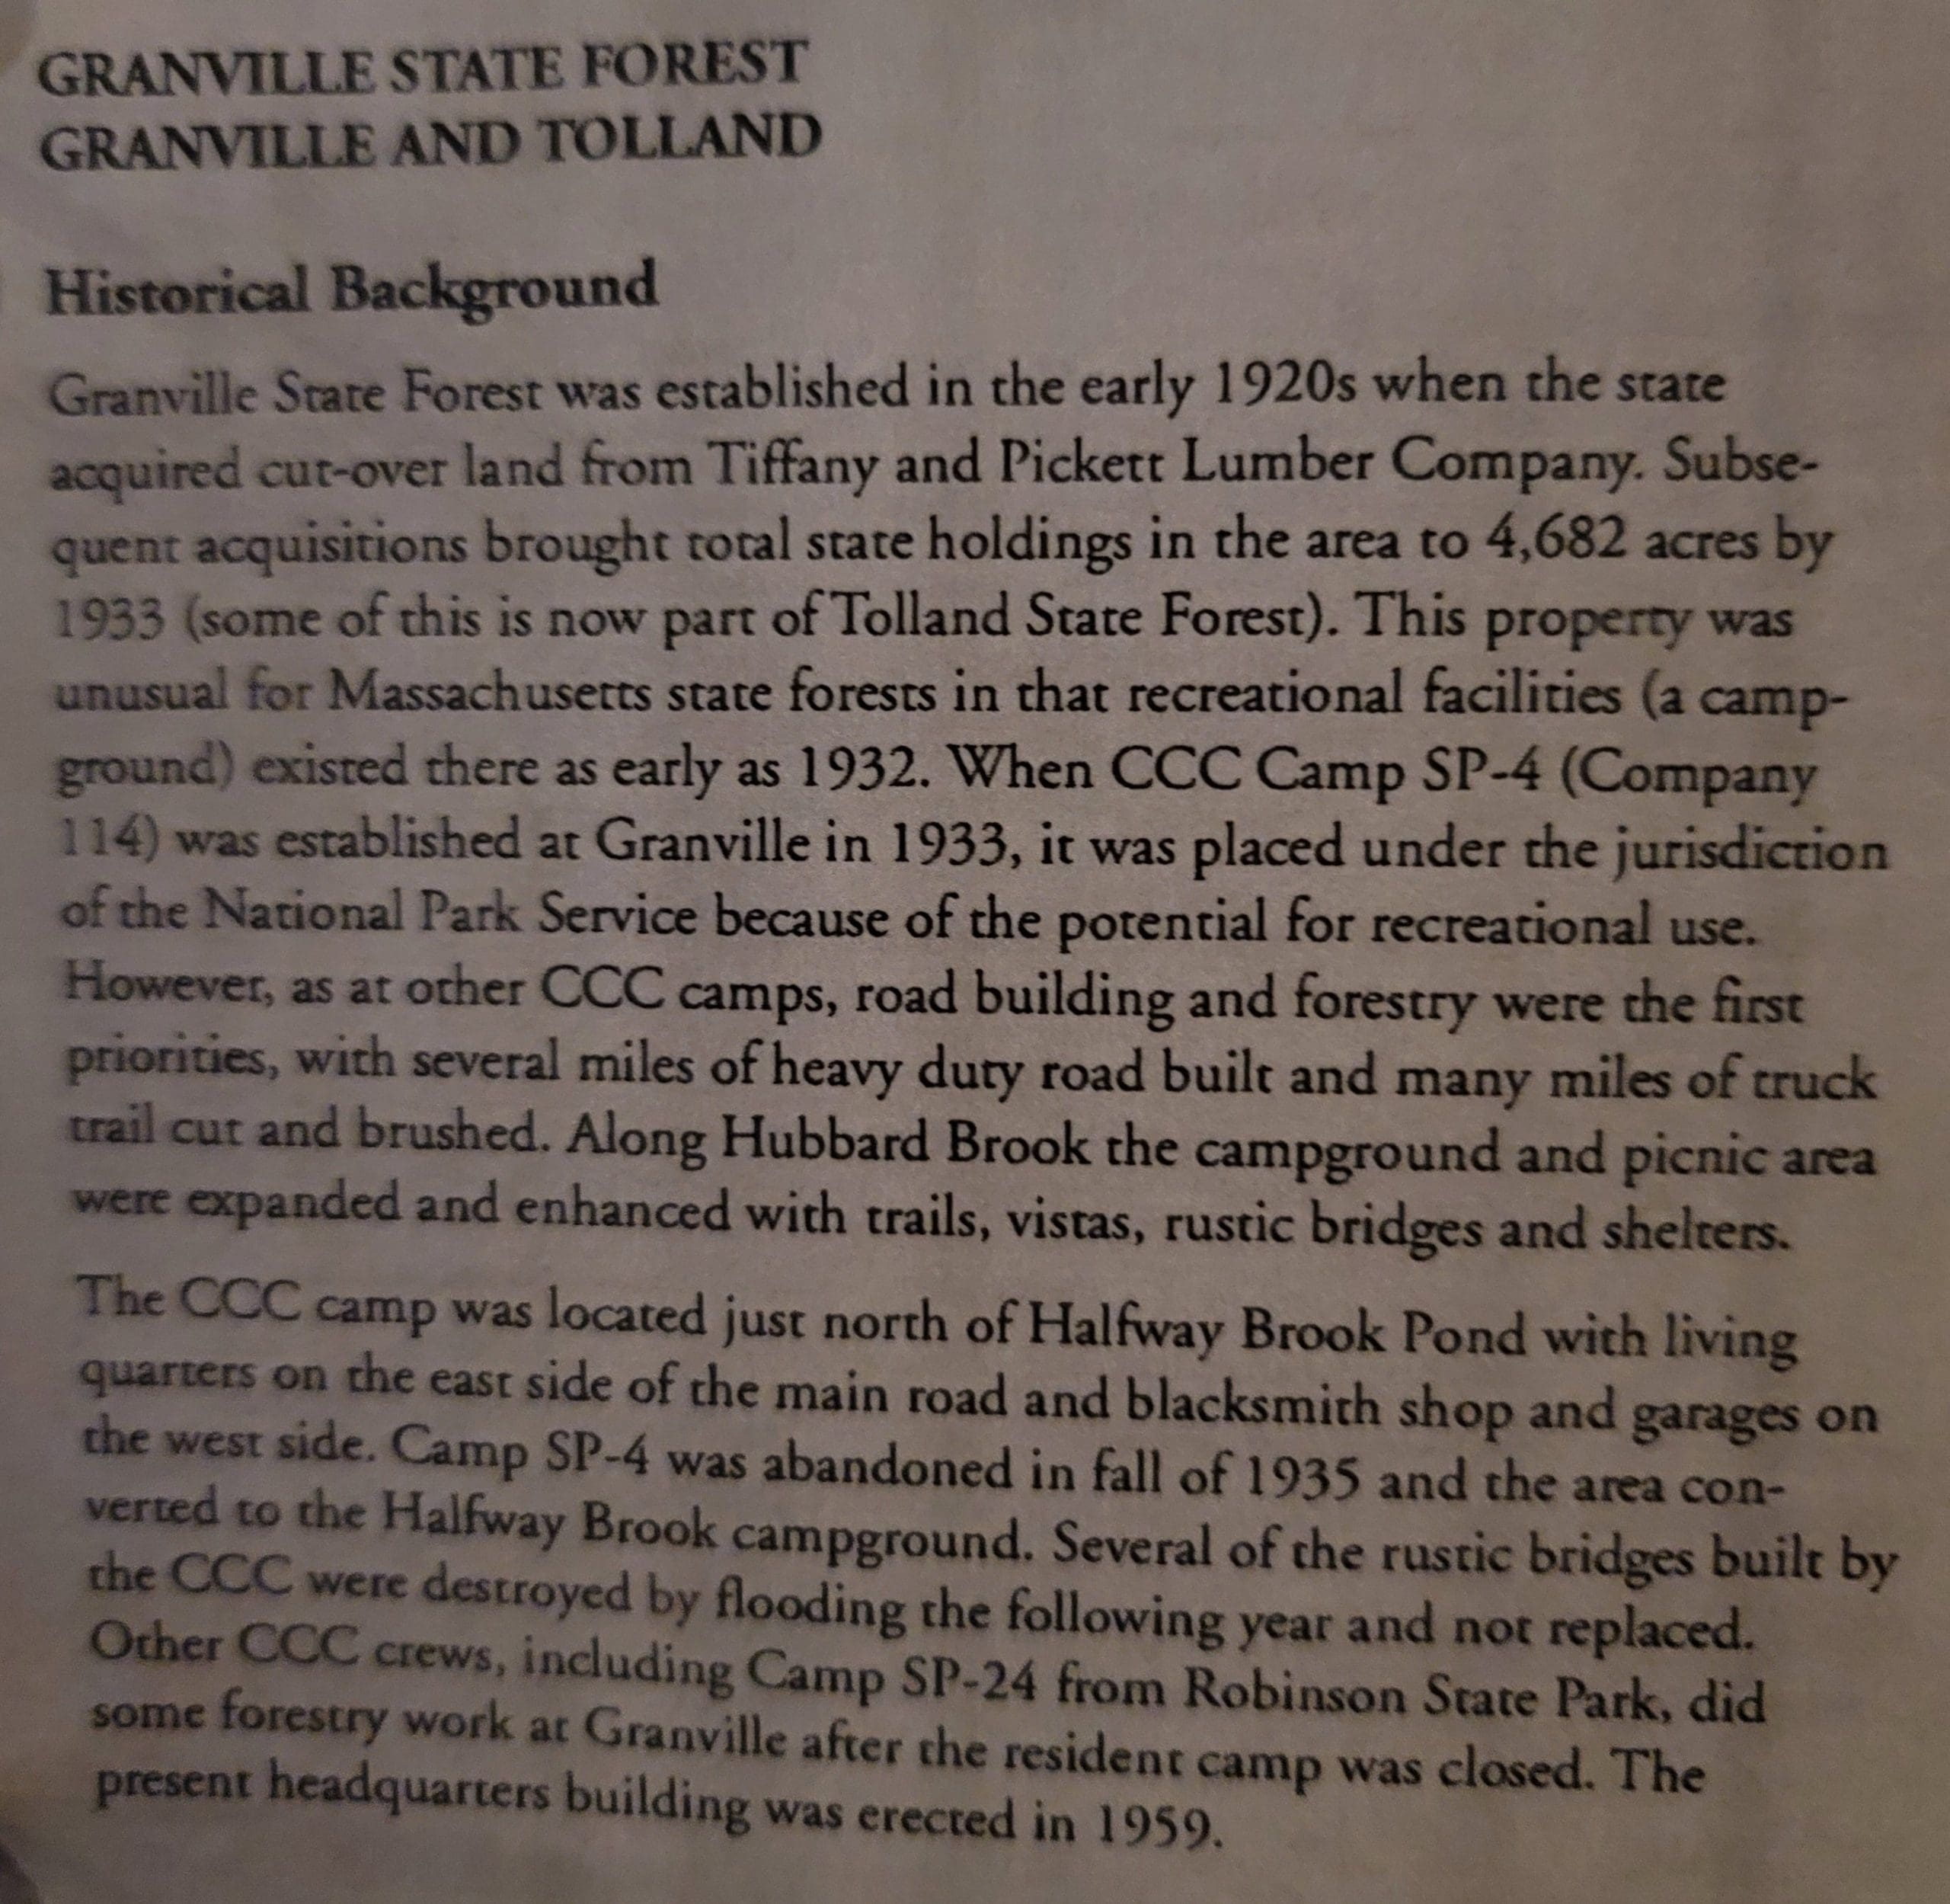 GRANVILLE STATE FOREST
GRANVILLE AND TOLLAND
Historical Background
Granville State Forest was established in the early 1920s when the state
acquired cut-over land from Tiffany and Pickett Lumber Company. Subse-
quent acquisitions brought total state holdings in the area to 4,682 acres by
1933 (some of this is now part of Tolland State Forest). This property was
unusual for Massachusetts state forests in that recreational facilities (a camp-
ground) existed there as early as 1932. When CCC Camp SP-4 (Company
114) was established at Granville in 1933, it was placed under the jurisdiction
of the National Park Service because of the potential for recreational use.
However, as at other CCC camps, road building and forestry were the first
priorities, with several miles of heavy duty road built and many miles of truck
trail cut and brushed. Along Hubbard Brook the campground and picnic area
were expanded and enhanced with trails, vistas, rustic bridges and shelters.
The CCC camp was located just north of Halfway Brook Pond with living
quarters on the east side of the main road and blacksmith shop and garages on
the west side. Camp SP-4 was abandoned in fall of 1935 and the area con-
verted to the Halfway Brook campground. Several of the rustic bridges built by
the CCC were destroyed by flooding the following year and not replaced.
Other CCC crews, including Camp SP-24 from Robinson State Park, did
some forestry work at Granville after the resident camp was closed. The
present headquarters building was erected in 1959.